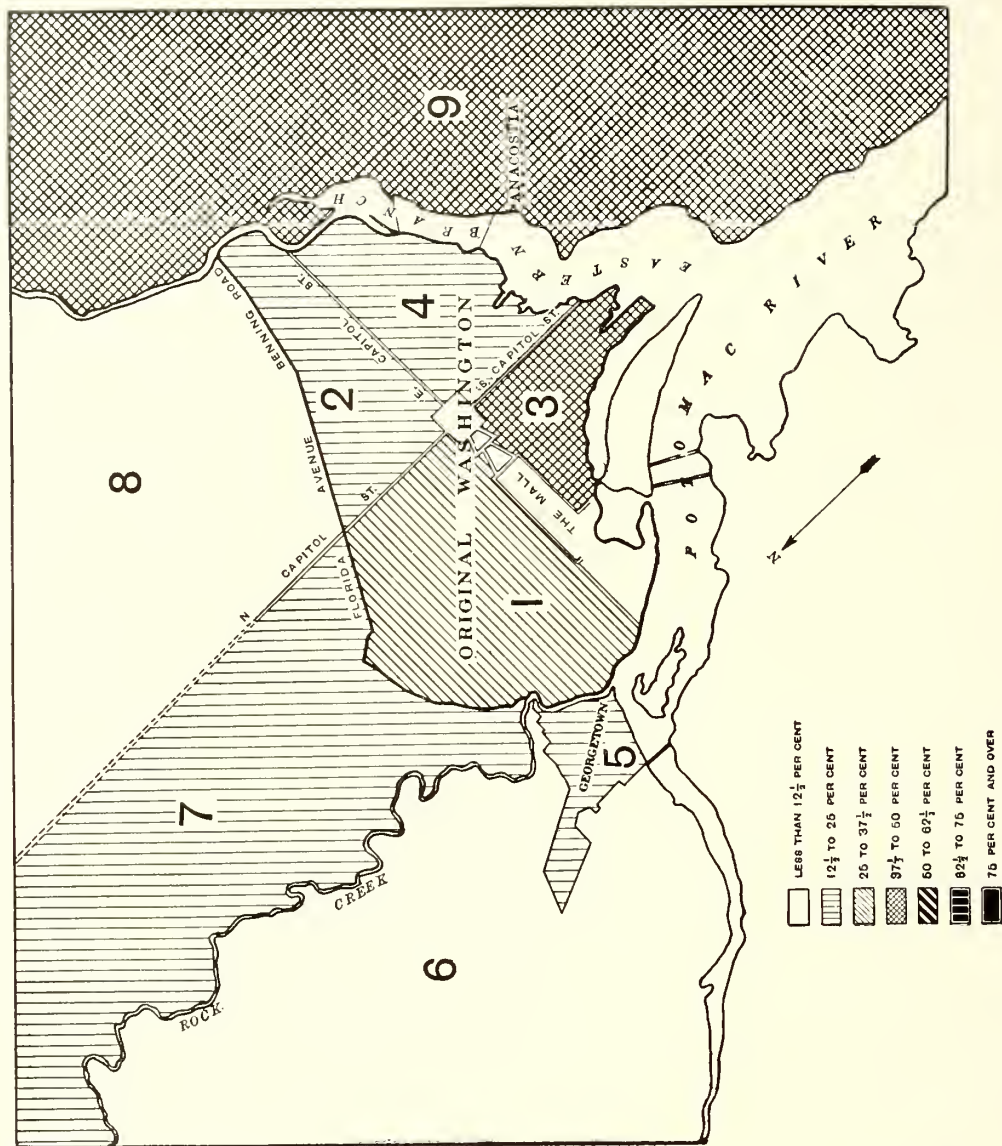 9
ANACOSTIA
EASTERN BRANCH
BENNING ROAD
E. CAPITOL ST.
4
2
8
FLORIDA AVENUE
N CAPITOL ST.
S. CAPITOL ST.
ORIGINAL WASHINGTON
3
THE MALL
1
POTOMAC RIVER
N
7
GEORGETOWN
5
ROCK CREEK
6
LESS THAN 12½ PER CENT
12½ TO 25 PER CENT
25 TO 37½ PER CENT
37½ TO 50 PER CENT
50 TO 62½ PER CENT
62½ TO 75 PER CENT
75 PER CENT AND OVER